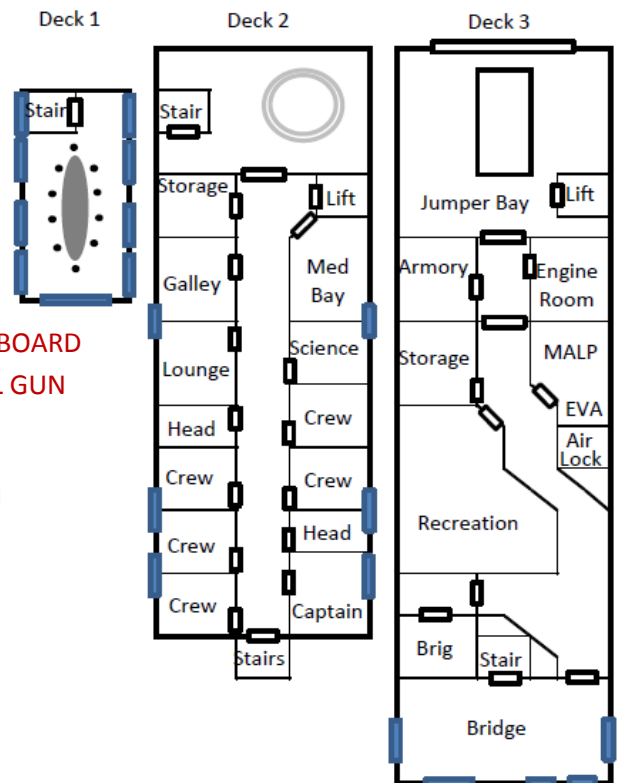 Deck 1
Stair
BOARD
GUN
Deck 2
Stair
Storage
Lift
Galley
Med
Bay
Lounge
Science
Head
Crew
Crew
Crew
Crew
Head
Crew
Captain
Stairs
Deck 3
Jumper Bay
Lift
Armory
Engine
Room
Storage
MALP
EVA
Air
Lock
Recreation
Brig
Stair
Bridge